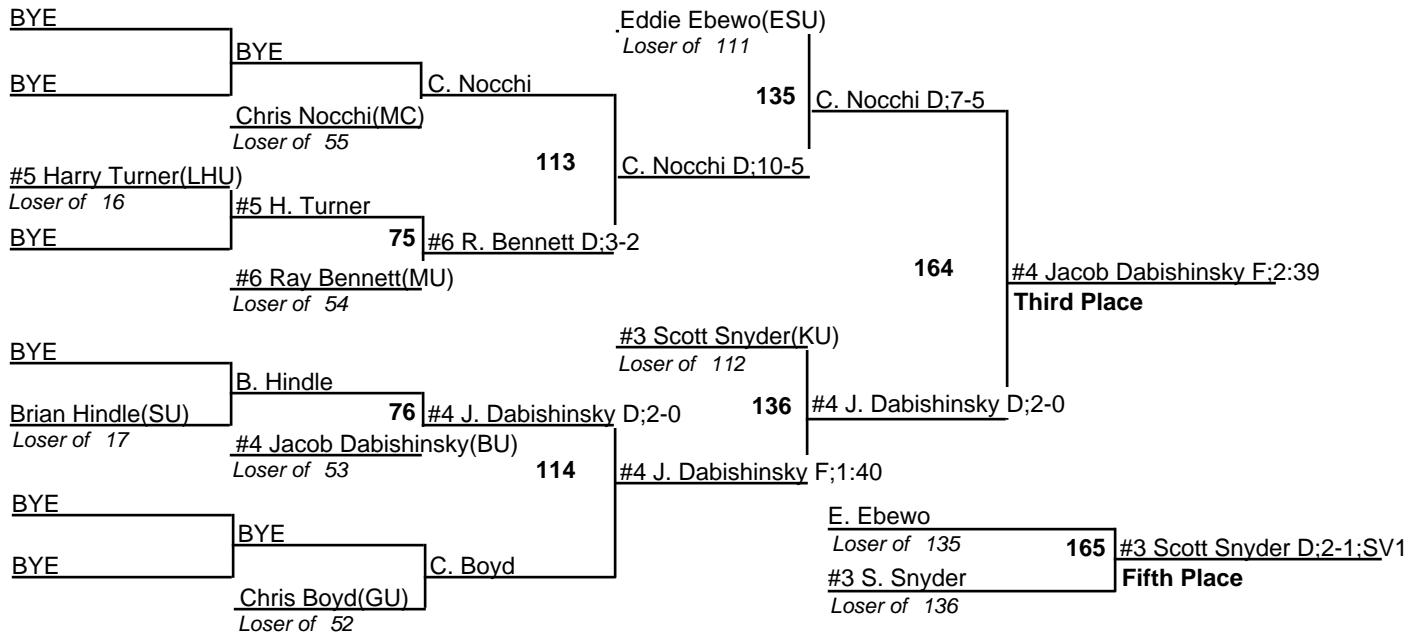 BYE
BYE
BYE
C. Nocchi
Chris Nocchi(MC)
Loser of 55
#5 Harry Turner(LHU)
Loser of 16
#5 H. Turner
BYE
75
#6 R. Bennett D;3-2
#6 Ray Bennett(MU)
Loser of 54
113
C. Nocchi D;10-5
Eddie Ebewo(ESU)
Loser of 111
135
C. Nocchi D;7-5
164
#4 Jacob Dabishinsky F;2:39
Third Place
BYE
B. Hindle
Brian Hindle(SU)
Loser of 17
76
#4 J. Dabishinsky D;2-0
#4 Jacob Dabishinsky(BU)
Loser of 53
114
#4 J. Dabishinsky F;1:40
#3 Scott Snyder(KU)
Loser of 112
136
#4 J. Dabishinsky D;2-0
BYE
BYE
BYE
C. Boyd
Chris Boyd(GU)
Loser of 52
E. Ebewo
Loser of 135
165
#3 Scott Snyder D;2-1;SV1
Fifth Place
#3 S. Snyder
Loser of 136